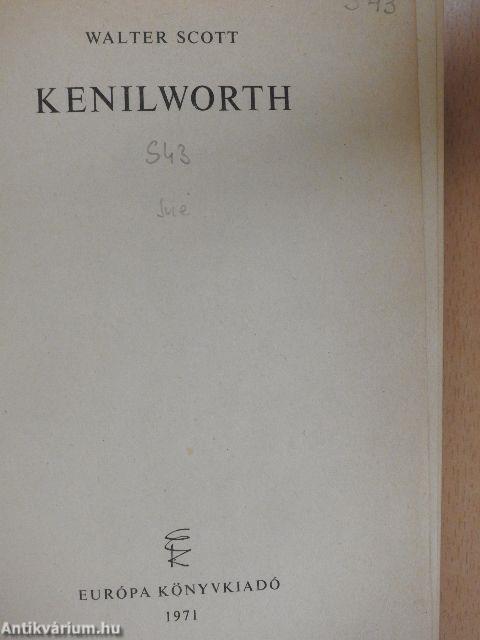 S43
WALTER SCOTT
KENILWORTH
S43
EURÓPA KÖNYVKIADÓ
1971
Antikvárium.hu